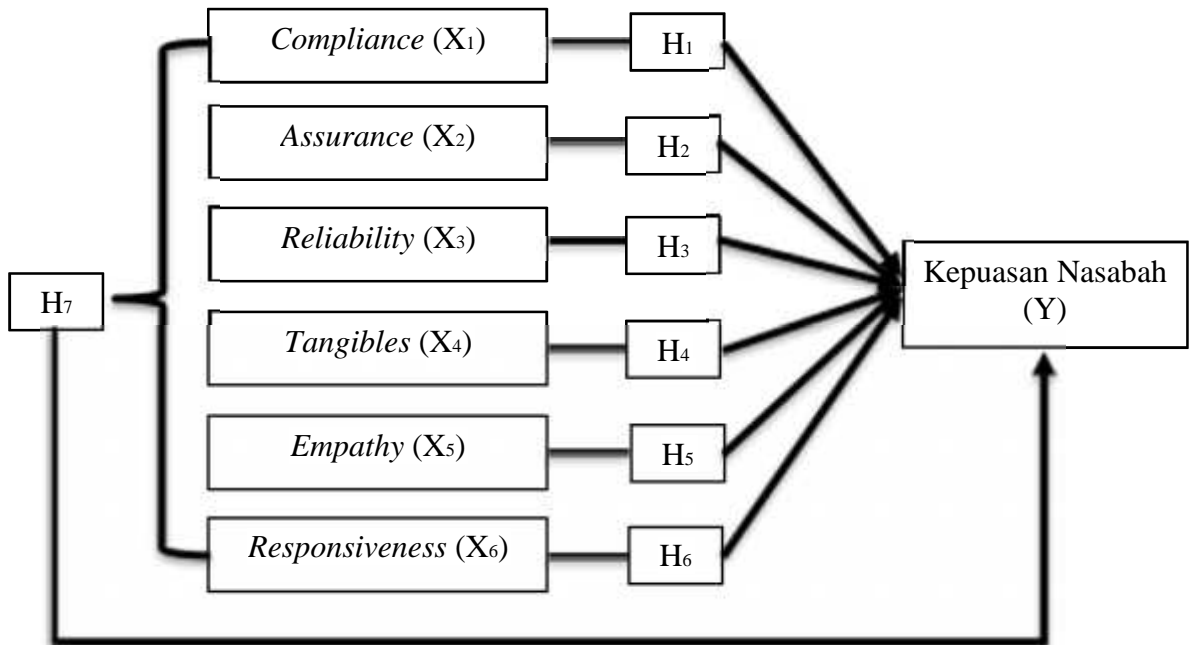 Compliance (X₁)
H₁
Assurance (X₂)
H₂
Reliability (X₃)
H₃
Kepuasan Nasabah
(Y)
H₇
Tangibles (X₄)
H₄
Empathy (X₅)
H₅
Responsiveness (X₆)
H₆